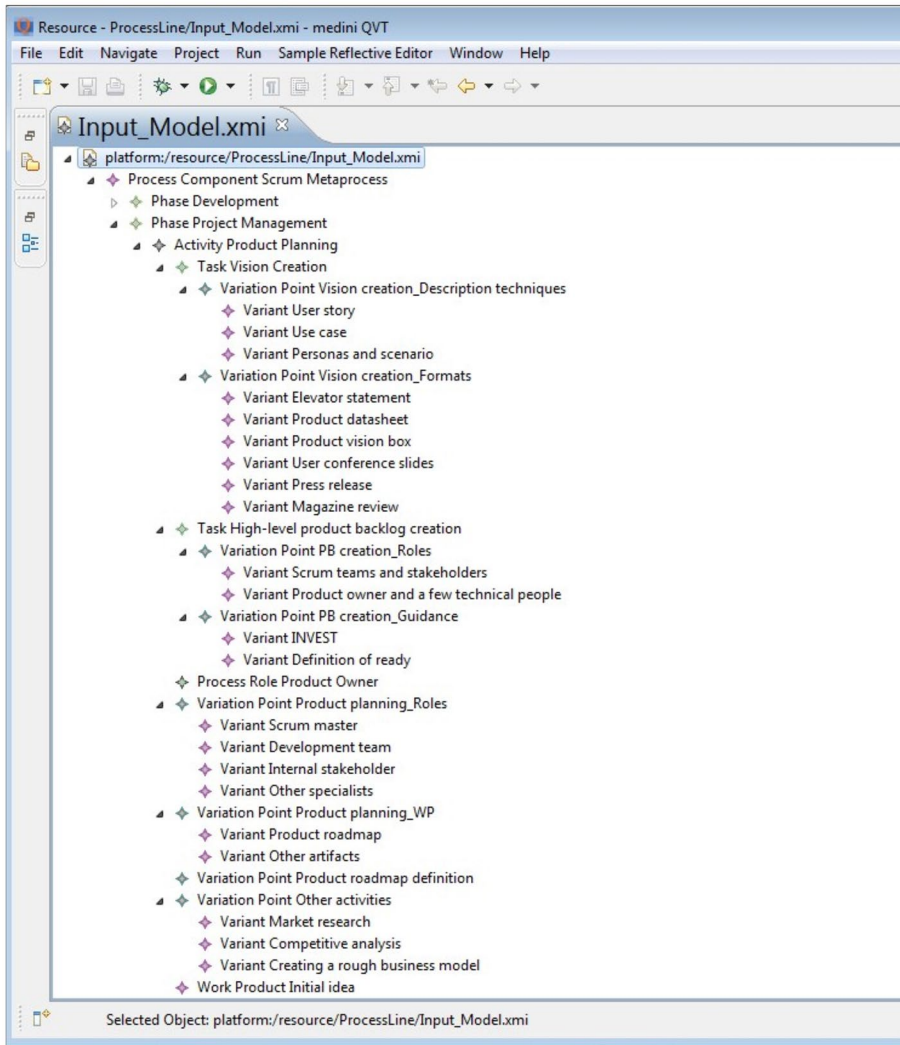 Resource - ProcessLine/Input_Model.xmi - medini QVT
File Edit Navigate Project Run Sample Reflective Editor Window Help
Input_Model.xmi
platform:/resource/ProcessLine/Input_Model.xmi
Process Component Scrum Metaprocess
Phase Development
Phase Project Management
Activity Product Planning
Task Vision Creation
Variation Point Vision creation_Description techniques
Variant User story
Variant Use case
Variant Personas and scenario
Variation Point Vision creation_Formats
Variant Elevator statement
Variant Product datasheet
Variant Product vision box
Variant User conference slides
Variant Press release
Variant Magazine review
Task High-level product backlog creation
Variation Point PB creation_Roles
Variant Scrum teams and stakeholders
Variant Product owner and a few technical people
Variation Point PB creation_Guidance
Variant INVEST
Variant Definition of ready
Process Role Product Owner
Variation Point Product planning_Roles
Variant Scrum master
Variant Development team
Variant Internal stakeholder
Variant Other specialists
Variation Point Product planning_WP
Variant Product roadmap
Variant Other artifacts
Variation Point Product roadmap definition
Variation Point Other activities
Variant Market research
Variant Competitive analysis
Variant Creating a rough business model
Work Product Initial idea
Selected Object: platform:/resource/ProcessLine/Input_Model.xmi